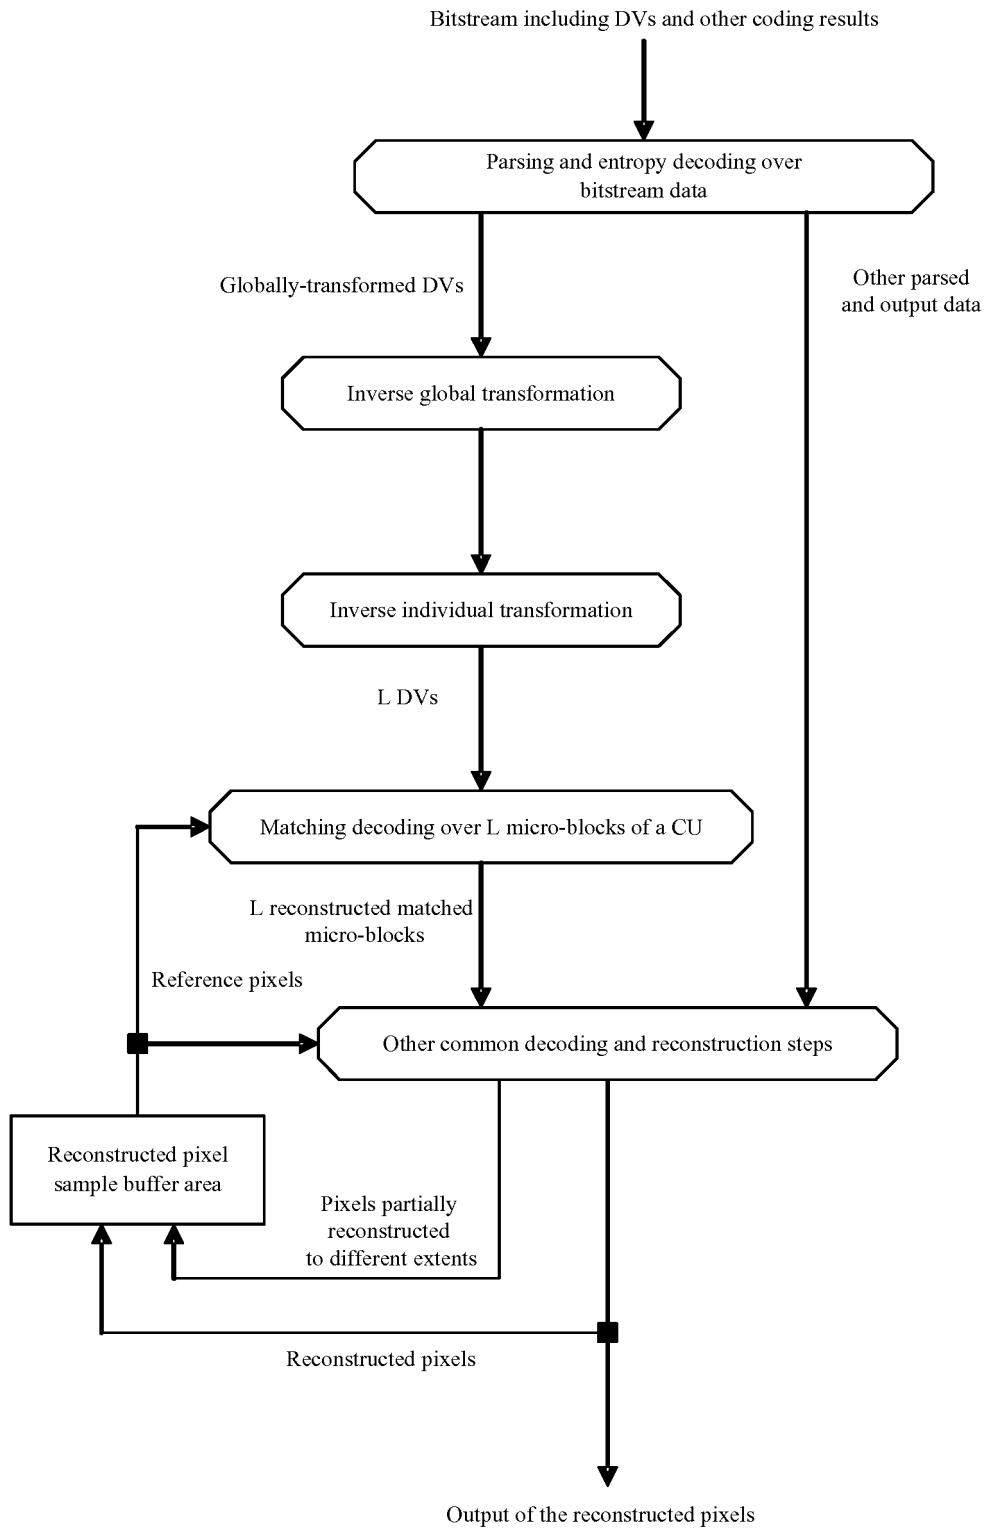 Bitstream including DVs and other coding results
Parsing and entropy decoding over
bitstream data
Globally-transformed DVs
Other parsed
and output data
Inverse global transformation
Inverse individual transformation
L DVs
Matching decoding over L micro-blocks of a CU
L reconstructed matched
micro-blocks
Reference pixels
Other common decoding and reconstruction steps
Reconstructed pixel
sample buffer area
Pixels partially
reconstructed
to different extents
Reconstructed pixels
Output of the reconstructed pixels